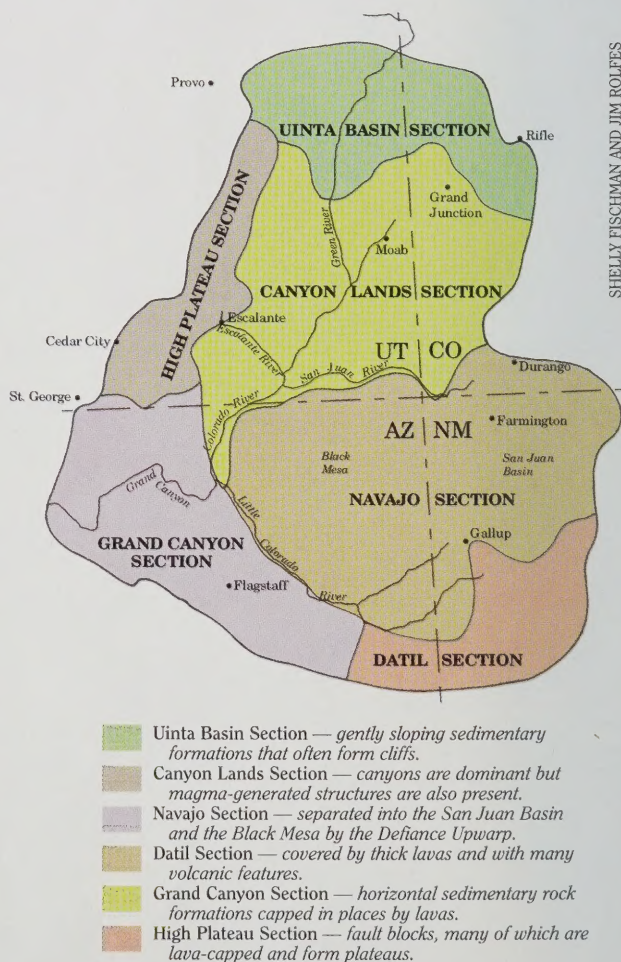 SHELLY FISCHMAN AND JIM ROLFES
Provo
UINTA BASIN SECTION
Rifle
Grand
Junction
Green River
Moab
HIGH PLATEAU SECTION
CANYON LANDS SECTION
Escalante
Escolante River
Cedar City
UT CO
San Juan River
Durango
St. George
Colorado River
AZ NM
Farmington
Black
Mesa
San Juan
Basin
Grand
Canyon
NAVAJO SECTION
Little
Colorado
River
GRAND CANYON
SECTION
Gallup
Flagstaff
DATIL SECTION
Uinta Basin Section — gently sloping sedimentary
formations that often form cliffs.
Canyon Lands Section — canyons are dominant but
magma-generated structures are also present.
Navajo Section — separated into the San Juan Basin
and the Black Mesa by the Defiance Upwarp.
Datil Section — covered by thick lavas and with many
volcanic features.
Grand Canyon Section — horizontal sedimentary rock
formations capped in places by lavas.
High Plateau Section — fault blocks, many of which are
lava-capped and form plateaus.